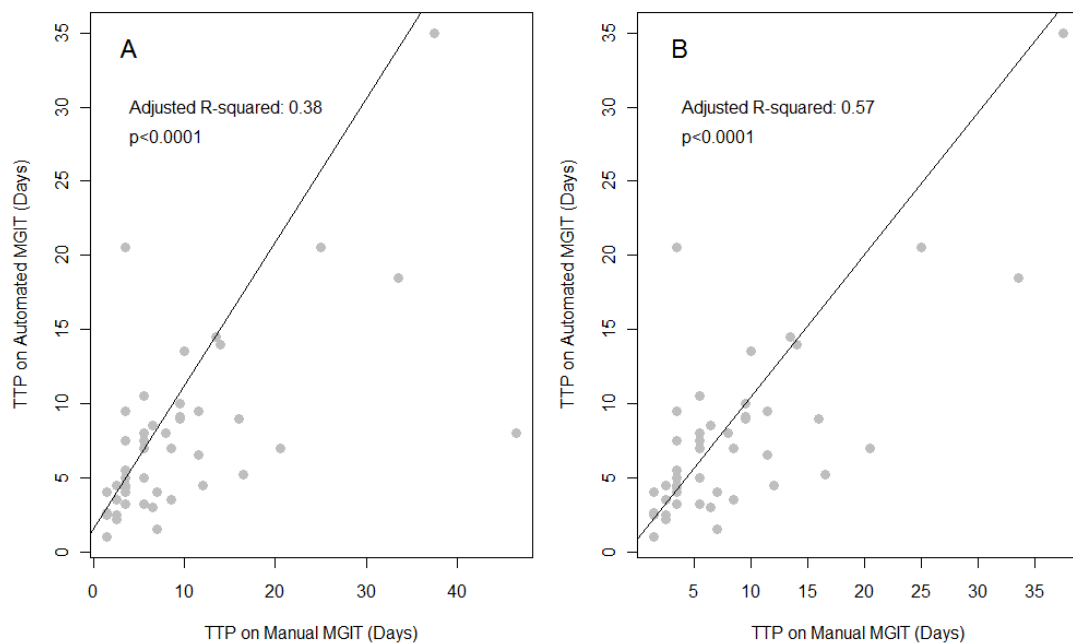 A
Adjusted R-squared: 0.38
p<0.0001
TTP on Automated MGIT (Days)
0
5
10
15
20
25
30
35
0 10 20 30 40
TTP on Manual MGIT (Days)
B
Adjusted R-squared: 0.57
p<0.0001
TTP on Automated MGIT (Days)
0
5
10
15
20
25
30
35
5 10 15 20 25 30 35
TTP on Manual MGIT (Days)